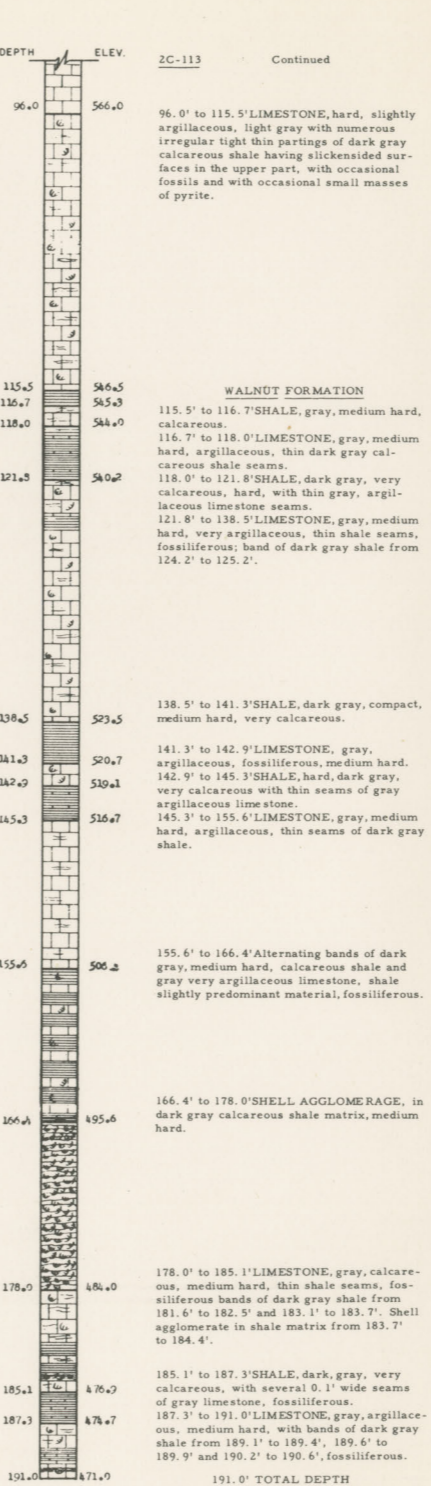 DEPTH ELEV. 2C-113 Continued
96.0 566.0
96.0' to 115.5'LIMESTONE, hard, slightly
argillaceous, light gray with numerous
irregular tight thin partings of dark gray
calcareous shale having slickensided sur-
faces in the upper part, with occasional
fossils and with occasional small masses
of pyrite.
115.5 546.5
WALNUT FORMATION
116.7 545.3
115.5' to 116.7'SHALE, gray, medium hard,
calcareous.
118.0 544.0
116.7' to 118.0'LIMESTONE, gray, medium
hard, argillaceous, thin dark gray cal-
careous shale seams.
121.8 540.2
118.0' to 121.8'SHALE, dark gray, very
calcareous, hard, with thin gray, argil-
laceous limestone seams.
121.8' to 138.5'LIMESTONE, gray, medium
hard, very argillaceous, thin shale seams,
fossiliferous; band of dark gray shale from
124.2' to 125.2'.
138.5 523.5
138.5' to 141.3'SHALE, dark gray, compact,
medium hard, very calcareous.
141.3 520.7
141.3' to 142.9'LIMESTONE, gray,
argillaceous, fossiliferous, medium hard.
142.9 519.1
142.9' to 145.3'SHALE, hard, dark gray,
very calcareous with thin seams of gray
argillaceous limestone.
145.3 516.7
145.3' to 155.6'LIMESTONE, gray, medium
hard, argillaceous, thin seams of dark gray
shale.
155.6 506.2
155.6' to 166.4'Alternating bands of dark
gray, medium hard, calcareous shale and
gray very argillaceous limestone, shale
slightly predominant material, fossiliferous.
166.4 495.6
166.4' to 178.0'SHELL AGGLOMERAGE, in
dark gray calcareous shale matrix, medium
hard.
178.0 484.0
178.0' to 185.1'LIMESTONE, gray, calcare-
ous, medium hard, thin shale seams, fos-
siliferous bands of dark gray shale from
181.6' to 182.5' and 183.1' to 183.7'. Shell
agglomerate in shale matrix from 183.7'
to 184.4'.
185.1 476.9
185.1' to 187.3'SHALE, dark, gray, very
calcareous, with several 0.1' wide seams
of gray limestone, fossiliferous.
187.3 474.7
187.3' to 191.0'LIMESTONE, gray, argillace-
ous, medium hard, with bands of dark gray
shale from 189.1' to 189.4', 189.6' to
189.9' and 190.2' to 190.6', fossiliferous.
191.0 471.0
191.0' TOTAL DEPTH